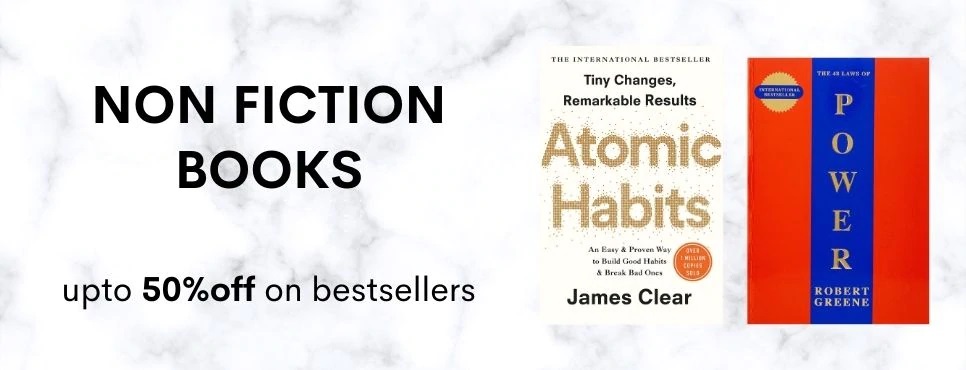 NON FICTION
BOOKS
upto 50%off on bestsellers
THE INTERNATIONAL BESTSELLER
Tiny Changes,
Remarkable Results
Atomic
Habits
An Easy & Proven Way
to Build Good Habits
& Break Bad Ones
OVER
1 MILLION
COPIES
SOLD
James Clear
THE 48 LAWS OF
INTERNATIONAL
BESTSELLER
P
O
W
E
R
ROBERT
GREENE